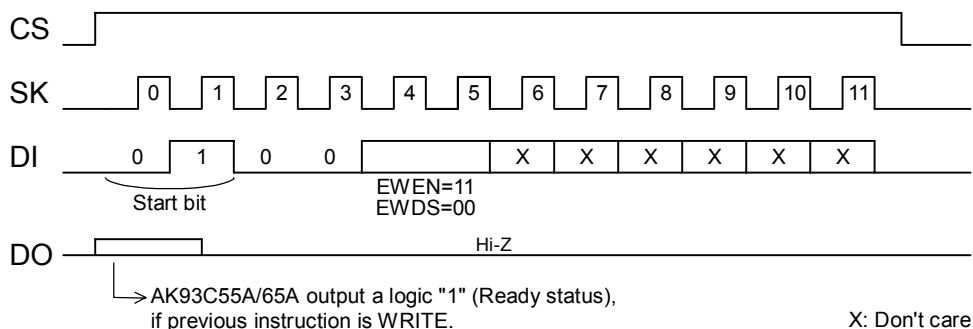 CS
SK 0 1 2 3 4 5 6 7 8 9 10 11
DI 0 1 0 0 X X X X X X
Start bit
EWEN=11
EWDS=00
DO Hi-Z
AK93C55A/65A output a logic "1" (Ready status),
if previous instruction is WRITE.
X: Don't care